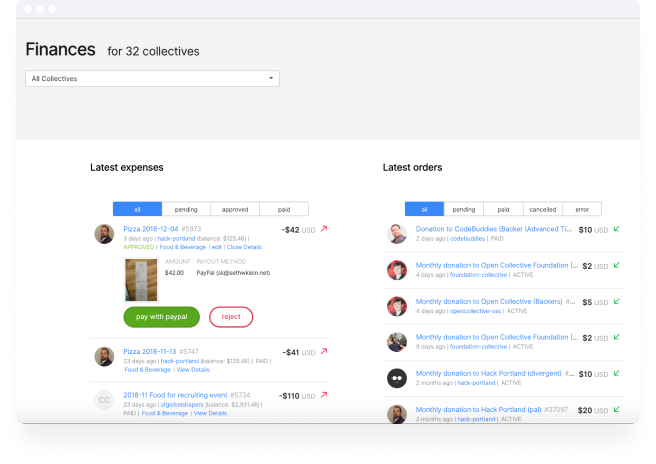 Finances for 32 collectives
All Collectives
Latest expenses
all pending approved paid
Pizza 2018-12-04 #5973 -$42 USD
3 days ago | hack-portland (balance: $125.46) |
APPROVED | Food & Beverage | edit | Close Details
AMOUNT PAYOUT METHOD
$42.00 PayPal (sk@sethwklein.net)
pay with paypal reject
Pizza 2018-11-13 #5747 -$41 USD
23 days ago | hack-portland (balance: $125.46) | PAID |
Food & Beverage | View Details
CC
2018-11 Food for recruiting event #5734 -$110 USD
23 days ago | sfglobalshapers (balance: $2,931.46) |
PAID | Food & Beverage | View Details
Latest orders
all pending paid cancelled error
Donation to CodeBuddies (Backer (Advanced Ti... $10 USD
2 days ago | codebuddies | PAID
Monthly donation to Open Collective Foundation (... $2 USD
4 days ago | foundation-collective | ACTIVE
Monthly donation to Open Collective (Backers) #... $5 USD
4 days ago | opencollective-oss | ACTIVE
Monthly donation to Open Collective Foundation (... $2 USD
9 days ago | foundation-collective | ACTIVE
Monthly donation to Hack Portland (divergent) #... $10 USD
2 months ago | hack-portland | ACTIVE
Monthly donation to Hack Portland (pal) #37097 $20 USD
2 months ago | hack-portland | ACTIVE